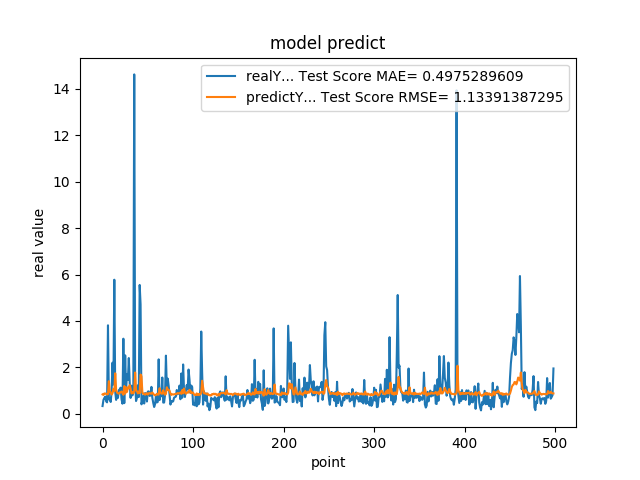 model predict
realY... Test Score MAE= 0.4975289609
predictY... Test Score RMSE= 1.13391387295
14
12
10
8
6
4
2
0
real value
0 100 200 300 400 500
point